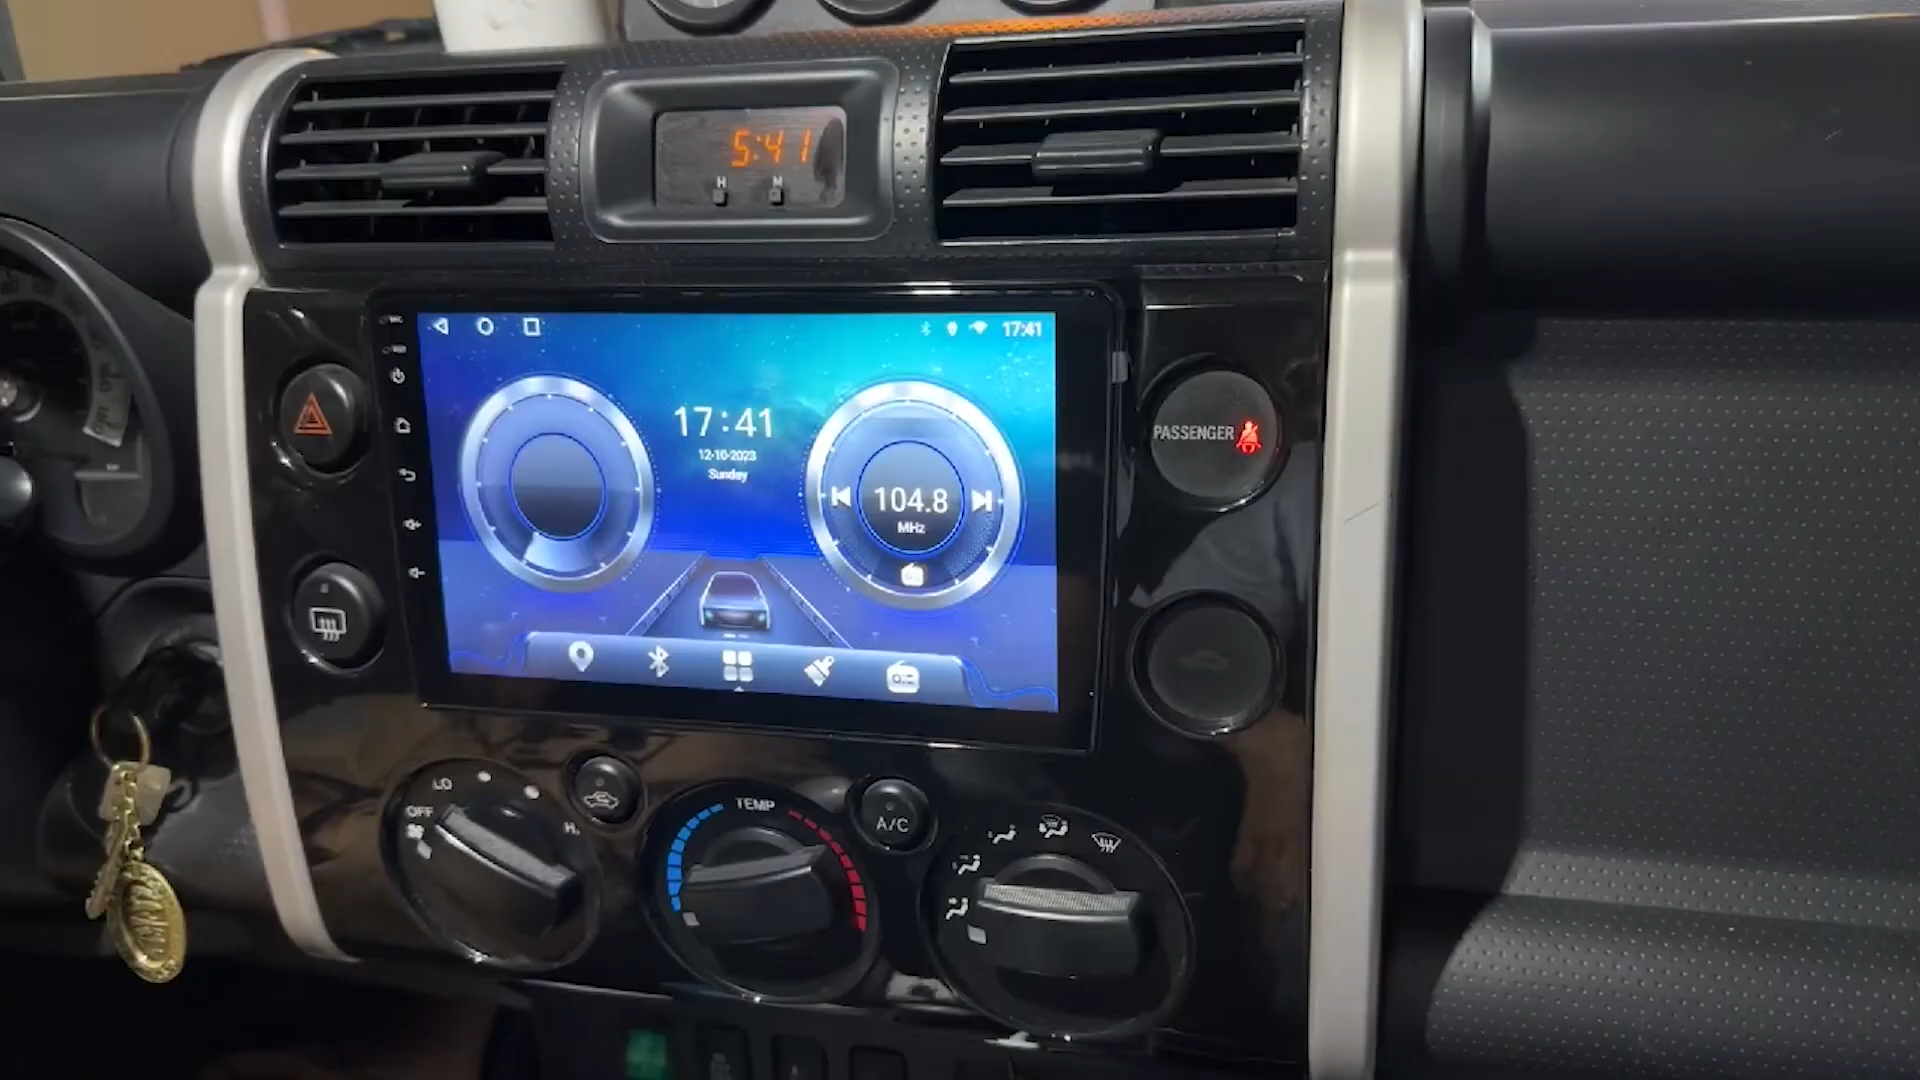 5:41
H M
17:41
17:41
12-10-2023
Sunday
104.8
MHz
PASSENGER
LO
OFF
TEMP
A/C